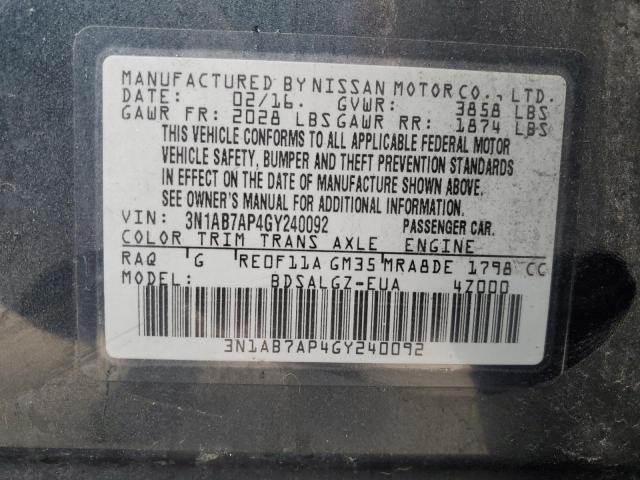 MANUFACTURED BY NISSAN MOTOR CO., LTD.
DATE: 02/16. GVWR: 3858 LBS
GAWR FR: 2028 LBS GAWR RR: 1874 LBS
THIS VEHICLE CONFORMS TO ALL APPLICABLE FEDERAL MOTOR
VEHICLE SAFETY, BUMPER AND THEFT PREVENTION STANDARDS
IN EFFECT ON THE DATE OF MANUFACTURE SHOWN ABOVE.
SEE OWNER'S MANUAL FOR ADDITIONAL INFORMATION.
VIN: 3N1AB7AP4GY240092 PASSENGER CAR.
COLOR TRIM TRANS AXLE ENGINE
RAQ G RE0F11A GM35 MRA8DE 1798 CC
MODEL: BDSALGZ-EUA 4Z000
3N1AB7AP4GY240092